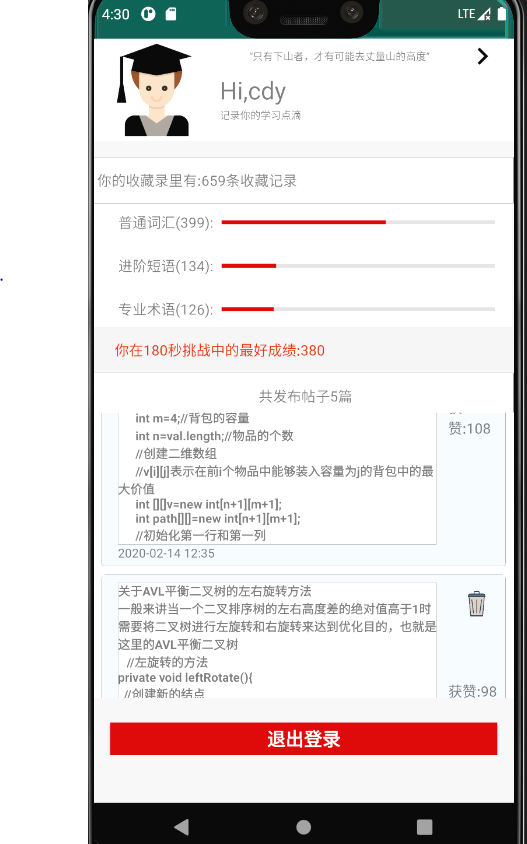 4:30
LTE
“只有下山者，才有可能去丈量山的高度”
Hi,cdy
记录你的学习点滴
你的收藏录里有:659条收藏记录
普通词汇(399):
进阶短语(134):
专业术语(126):
你在180秒挑战中的最好成绩:380
共发布帖子5篇
int m=4;//背包的容量
赞:108
int n=val.length;//物品的个数
//创建二维数组
//v[i][j]表示在前i个物品中能够装入容量为j的背包中的最
大价值
int [][]v=new int[n+1][m+1];
int path[][]=new int[n+1][m+1];
//初始化第一行和第一列
2020-02-14 12:35
关于AVL平衡二叉树的左右旋转方法
一般来讲当一个二叉排序树的左右高度差的绝对值高于1时
需要将二叉树进行左旋转和右旋转来达到优化目的，也就是
这里的AVL平衡二叉树
//左旋转的方法
private void leftRotate(){
//创建新的结点
获赞:98
退出登录